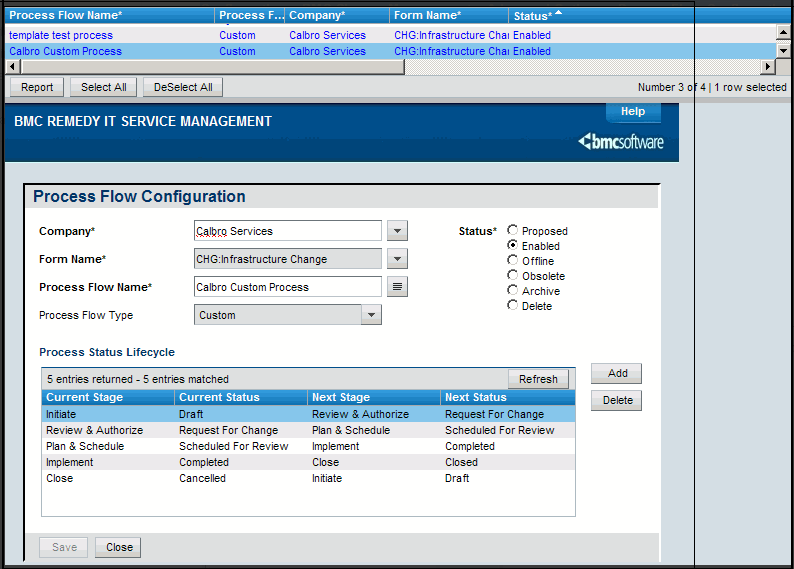 Process Flow Name* Process F... Company* Form Name* Status*
template test process Custom Calbro Services CHG:Infrastructure Char Enabled
Calbro Custom Process Custom Calbro Services CHG:Infrastructure Char Enabled
Report Select All DeSelect All Number 3 of 4 | 1 row selected
BMC REMEDY IT SERVICE MANAGEMENT Help
bmcsoftware
Process Flow Configuration
Company* Calbro Services Status* Proposed
Enabled
Form Name* CHG:Infrastructure Change Offline
Obsolete
Process Flow Name* Calbro Custom Process Archive
Delete
Process Flow Type Custom
Process Status Lifecycle
5 entries returned - 5 entries matched Refresh Add
Current Stage Current Status Next Stage Next Status Delete
Initiate Draft Review & Authorize Request For Change
Review & Authorize Request For Change Plan & Schedule Scheduled For Review
Plan & Schedule Scheduled For Review Implement Completed
Implement Completed Close Closed
Close Cancelled Initiate Draft
Save Close